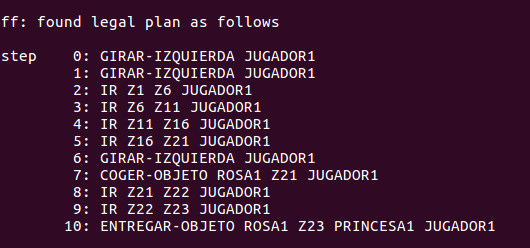 ff: found legal plan as follows
step 0: GIRAR-IZQUIERDA JUGADOR1
1: GIRAR-IZQUIERDA JUGADOR1
2: IR Z1 Z6 JUGADOR1
3: IR Z6 Z11 JUGADOR1
4: IR Z11 Z16 JUGADOR1
5: IR Z16 Z21 JUGADOR1
6: GIRAR-IZQUIERDA JUGADOR1
7: COGER-OBJETO ROSA1 Z21 JUGADOR1
8: IR Z21 Z22 JUGADOR1
9: IR Z22 Z23 JUGADOR1
10: ENTREGAR-OBJETO ROSA1 Z23 PRINCESA1 JUGADOR1